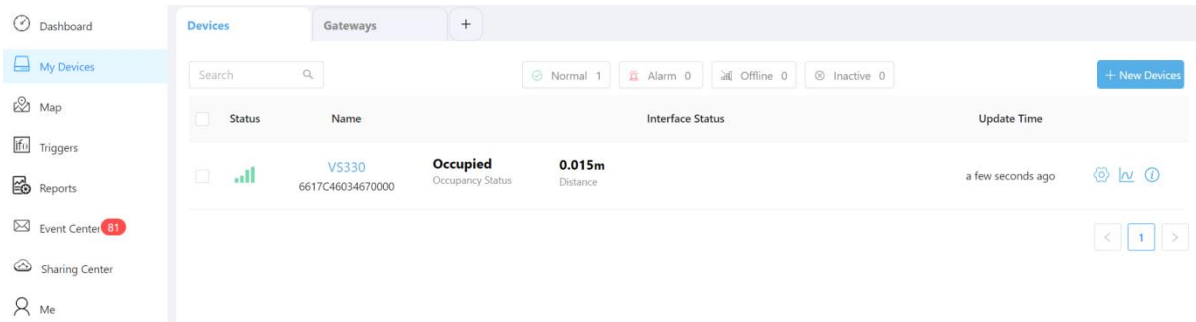 Dashboard
My Devices
Map
Triggers
Reports
Event Center 81
Sharing Center
Me
Devices Gateways +
Search Normal 1 Alarm 0 Offline 0 Inactive 0 + New Devices
Status Name Interface Status Update Time
VS330 Occupied 0.015m
6617C46034670000 Occupancy Status Distance a few seconds ago
< 1 >